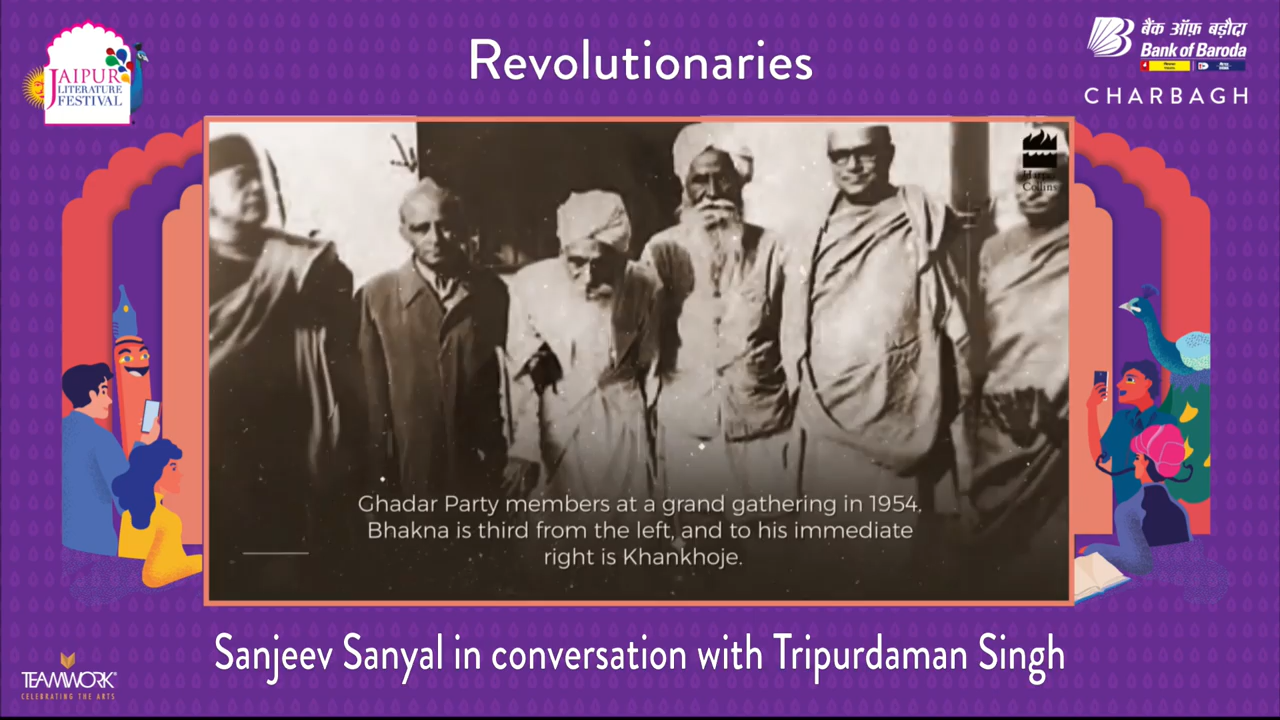 JAIPUR
LITERATURE
FESTIVAL
Revolutionaries
बैंक ऑफ़ बड़ौदा
Bank of Baroda
CHARBAGH
Harper
Collins
Ghadar Party members at a grand gathering in 1954.
Bhakna is third from the left, and to his immediate
right is Khankhoje.
Sanjeev Sanyal in conversation with Tripurdaman Singh
TEAMWORK
CELEBRATING THE ARTS